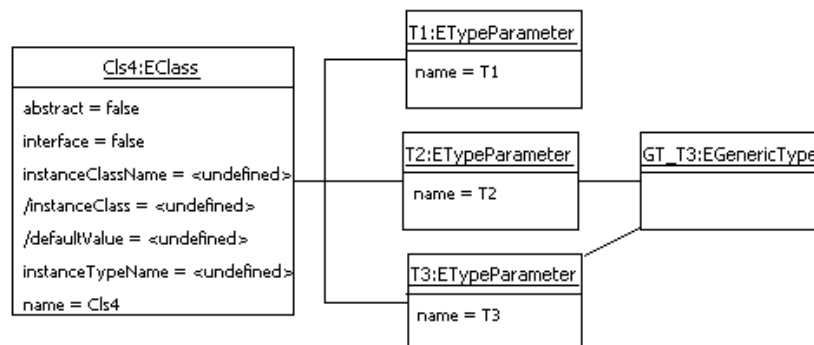 Cls4:EClass
abstract = false
interface = false
instanceClassName = <undefined>
/instanceClass = <undefined>
/defaultValue = <undefined>
instanceTypeName = <undefined>
name = Cls4
T1:ETypeParameter
name = T1
T2:ETypeParameter
name = T2
T3:ETypeParameter
name = T3
GT_T3:EGenericType